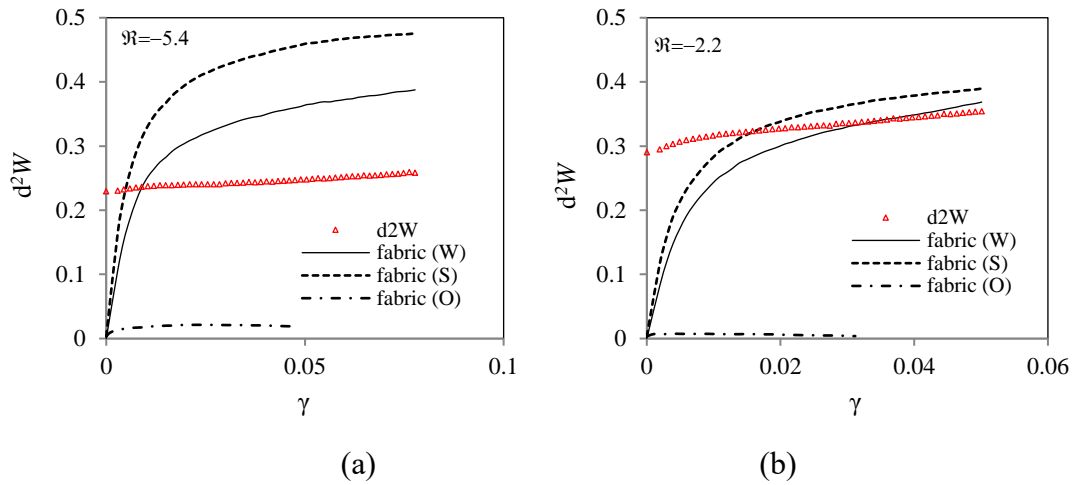 0.5
0.4
0.3
0.2
0.1
0
d²W
ℜ=−5.4
d2W
fabric (W)
fabric (S)
fabric (O)
0
0.05
0.1
γ
(a)
0.5
0.4
0.3
0.2
0.1
0
d²W
ℜ=−2.2
d2W
fabric (W)
fabric (S)
fabric (O)
0
0.02
0.04
0.06
γ
(b)